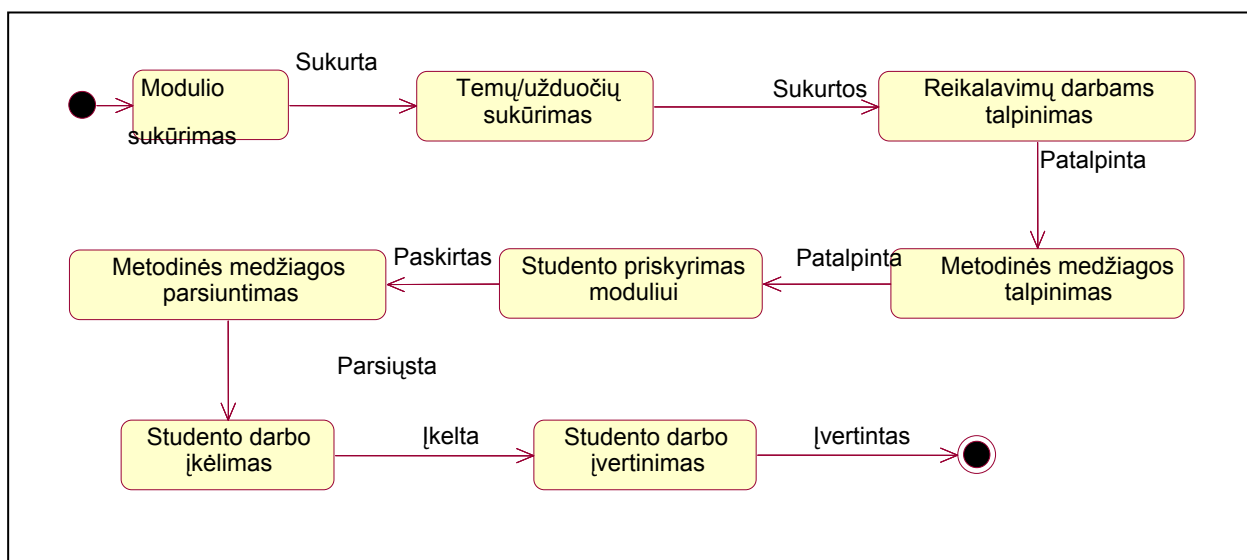 Modulio
sukūrimas
Sukurta
Temų/užduočių
sukūrimas
Sukurtos
Reikalavimų darbams
talpinimas
Patalpinta
Metodinės medžiagos
talpinimas
Patalpinta
Studento priskyrimas
moduliui
Paskirtas
Metodinės medžiagos
parsiuntimas
Parsiųsta
Studento darbo
įkėlimas
Įkelta
Studento darbo
įvertinimas
Įvertintas